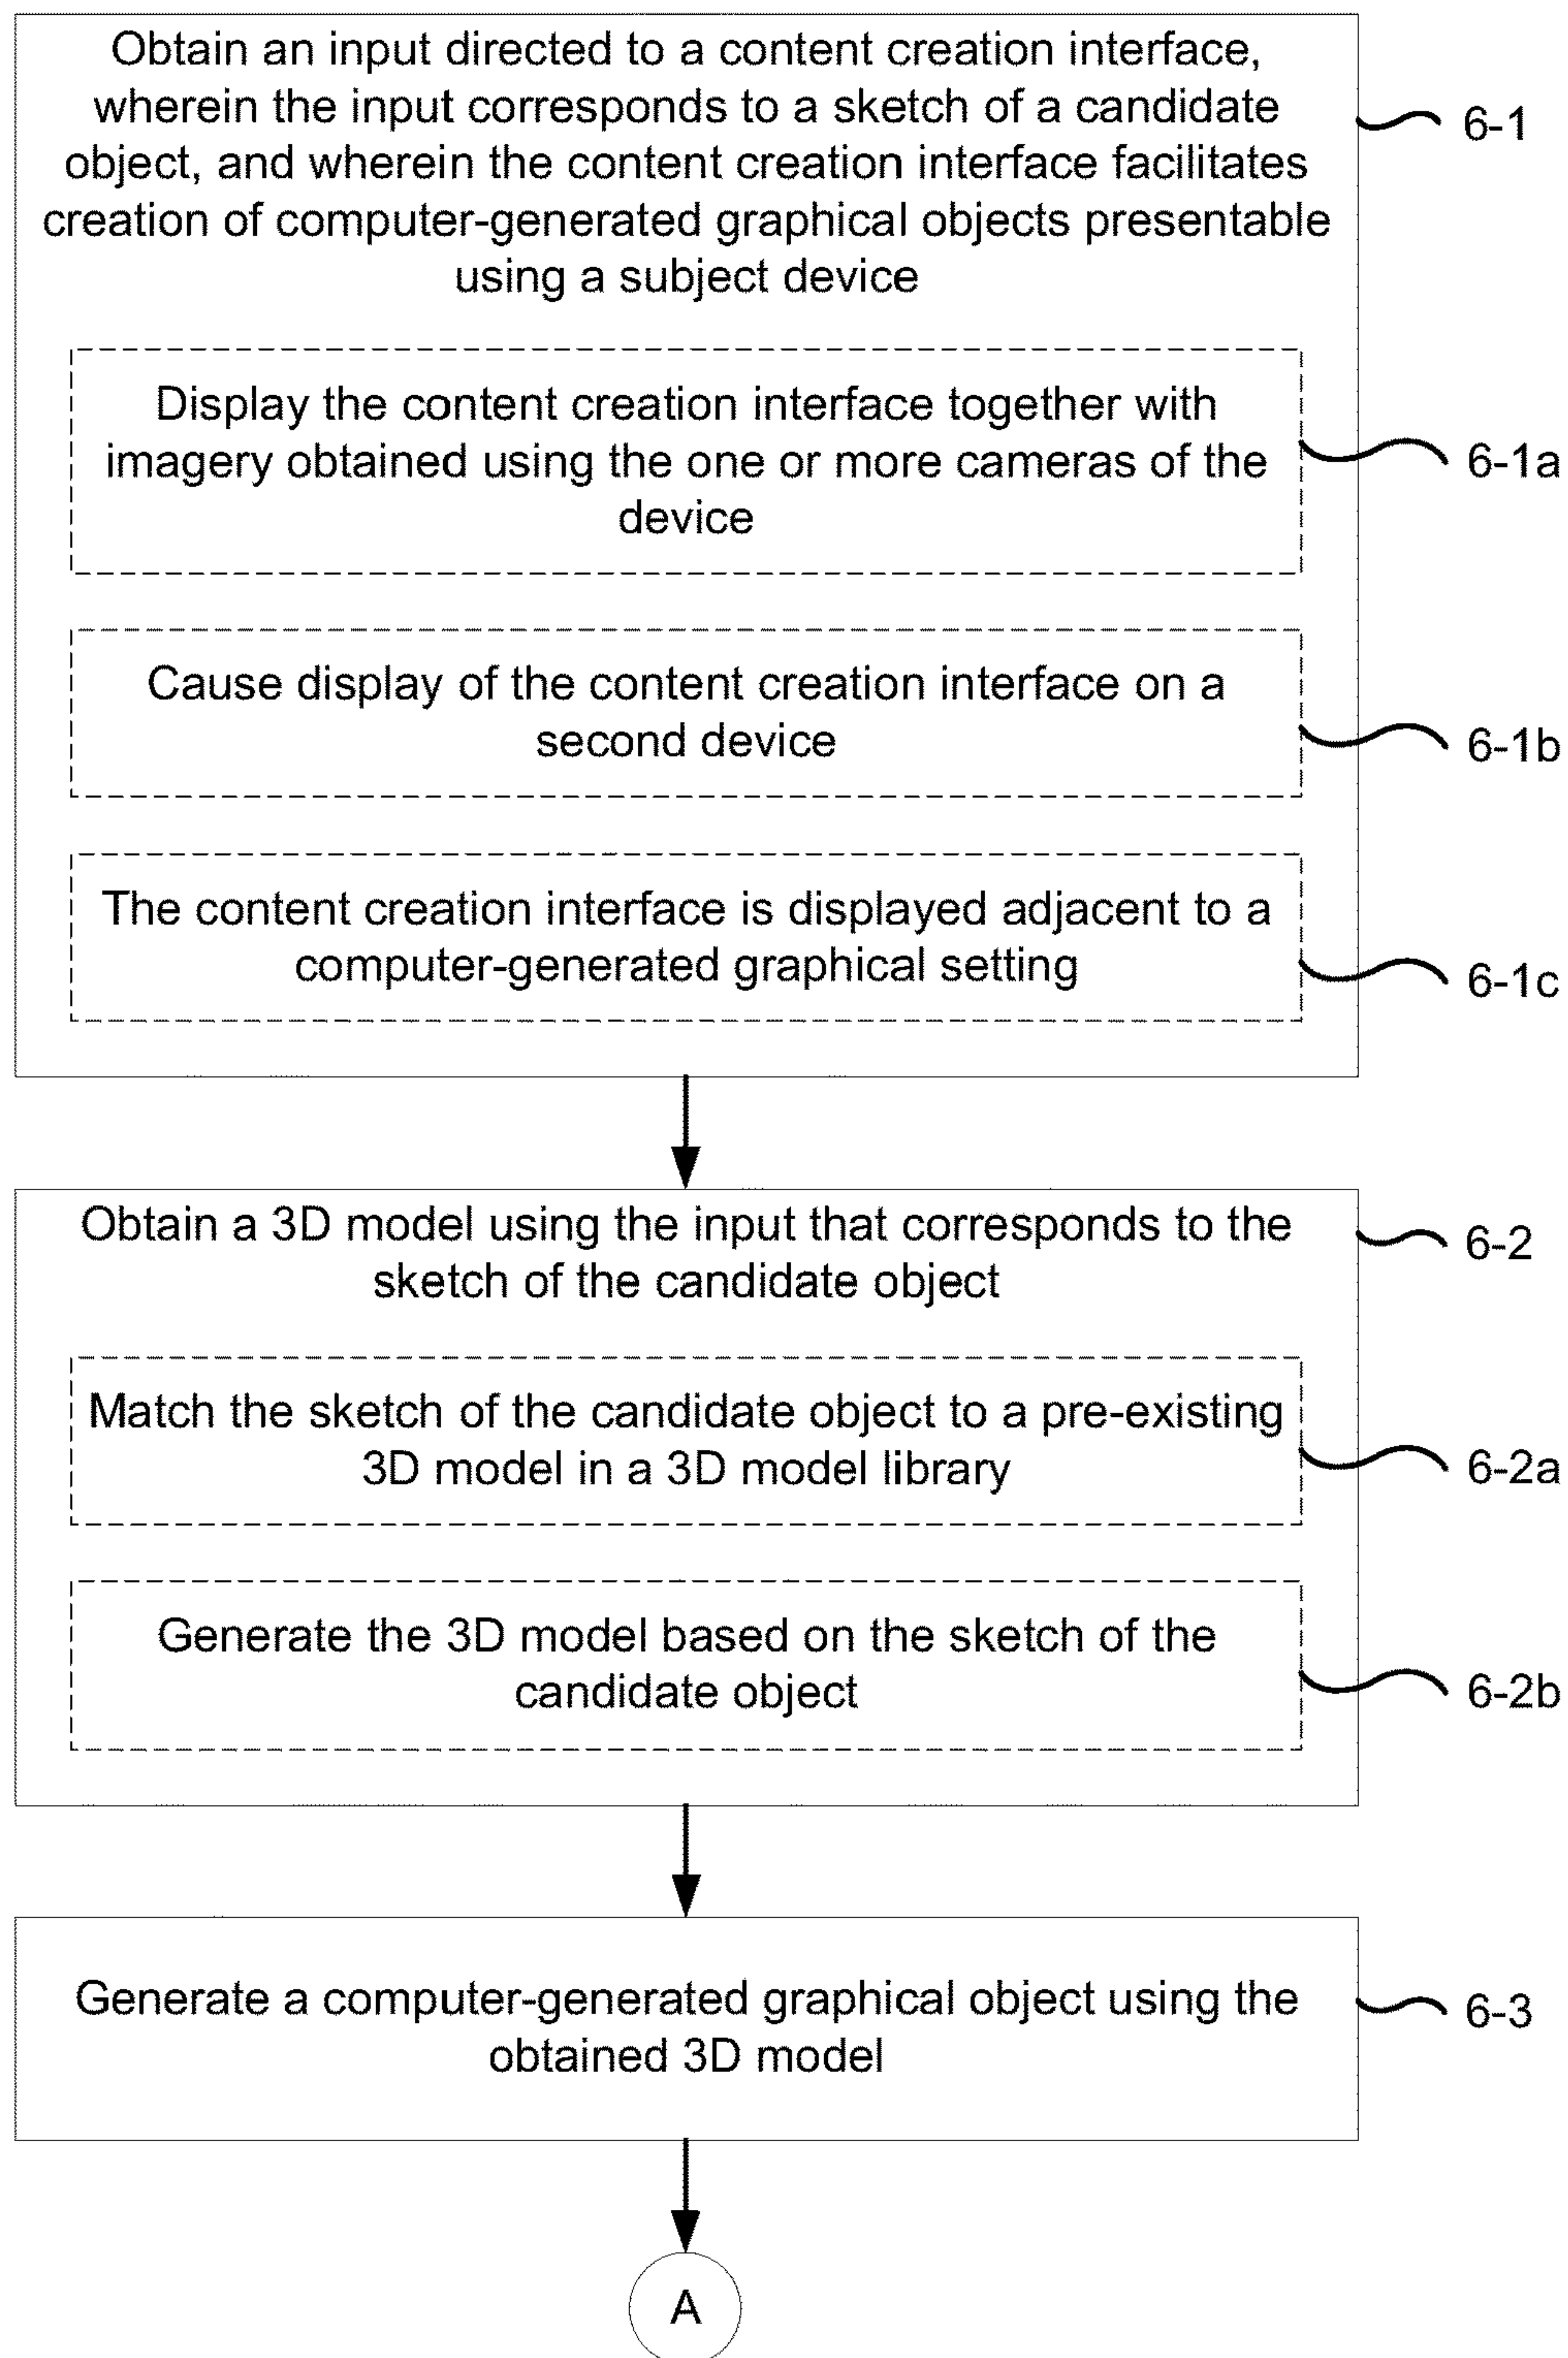 Obtain an input directed to a content creation interface,
wherein the input corresponds to a sketch of a candidate
object, and wherein the content creation interface facilitates
creation of computer-generated graphical objects presentable
using a subject device
6-1
Display the content creation interface together with
imagery obtained using the one or more cameras of the
device
6-1a
Cause display of the content creation interface on a
second device
6-1b
The content creation interface is displayed adjacent to a
computer-generated graphical setting
6-1c
Obtain a 3D model using the input that corresponds to the
sketch of the candidate object
6-2
Match the sketch of the candidate object to a pre-existing
3D model in a 3D model library
6-2a
Generate the 3D model based on the sketch of the
candidate object
6-2b
Generate a computer-generated graphical object using the
obtained 3D model
6-3
A